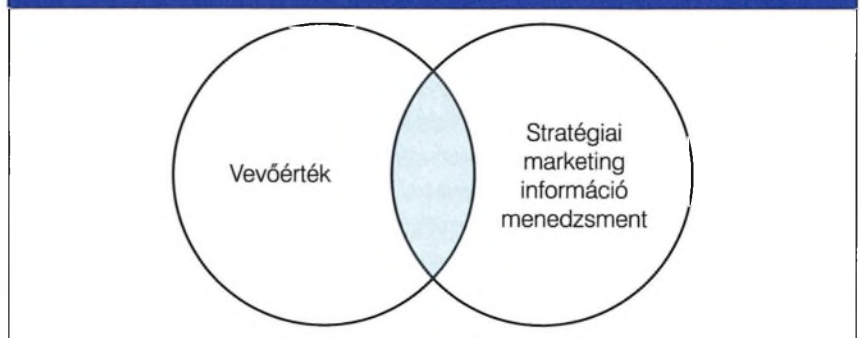 Vevőérték
Stratégiai
marketing
információ
menedzsment